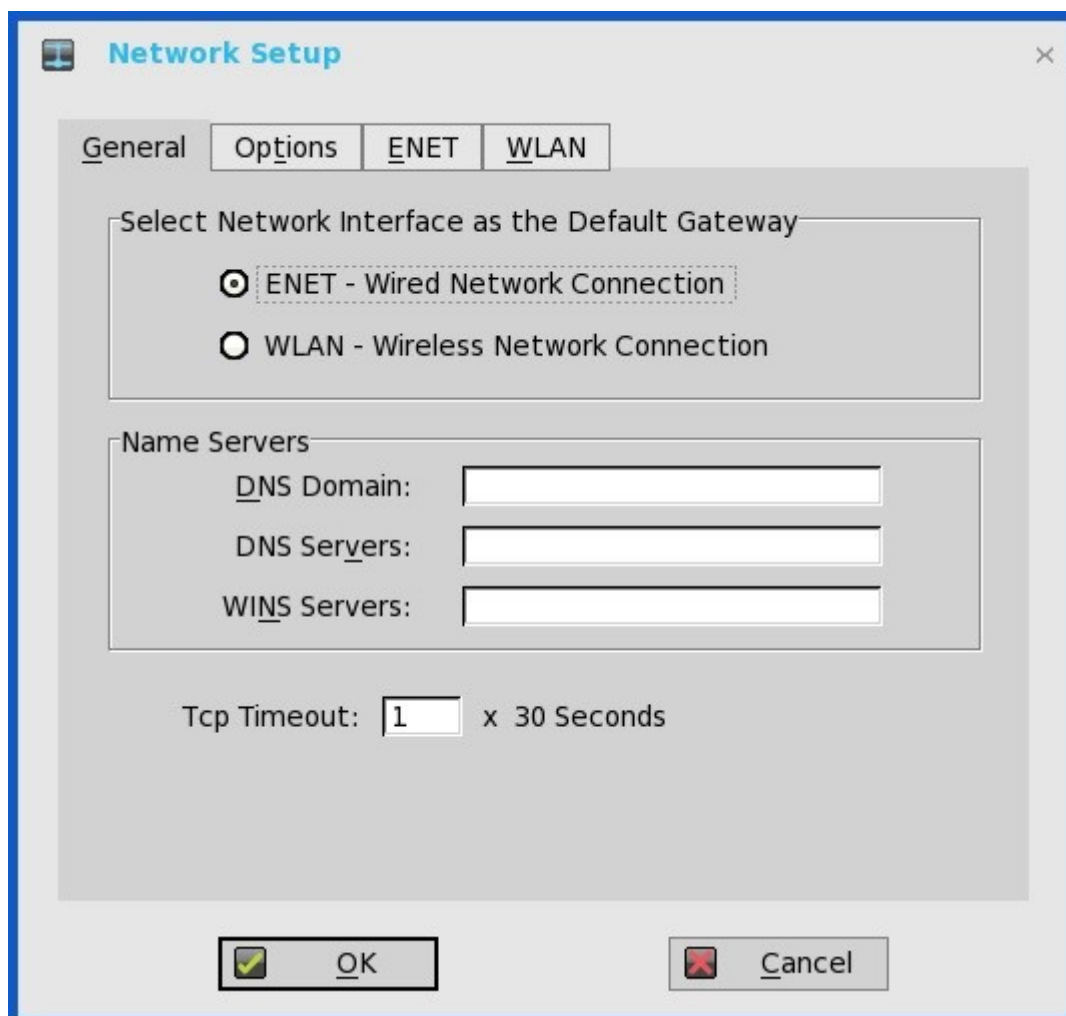 Network Setup
General Options ENET WLAN
Select Network Interface as the Default Gateway
ENET - Wired Network Connection
WLAN - Wireless Network Connection
Name Servers
DNS Domain:
DNS Servers:
WINS Servers:
Tcp Timeout: 1 x 30 Seconds
OK Cancel